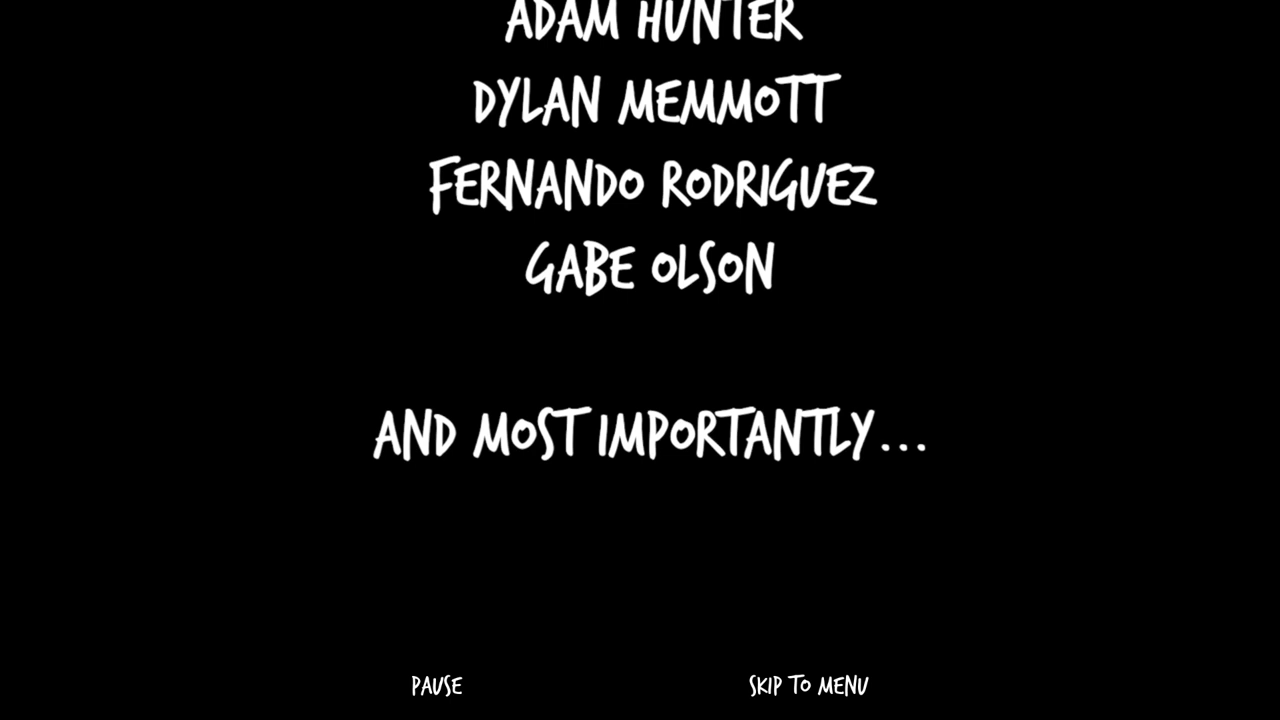 ADAM HUNTER
DYLAN MEMMOTT
FERNANDO RODRIGUEZ
GABE OLSON
AND MOST IMPORTANTLY...
PAUSE
SKIP TO MENU